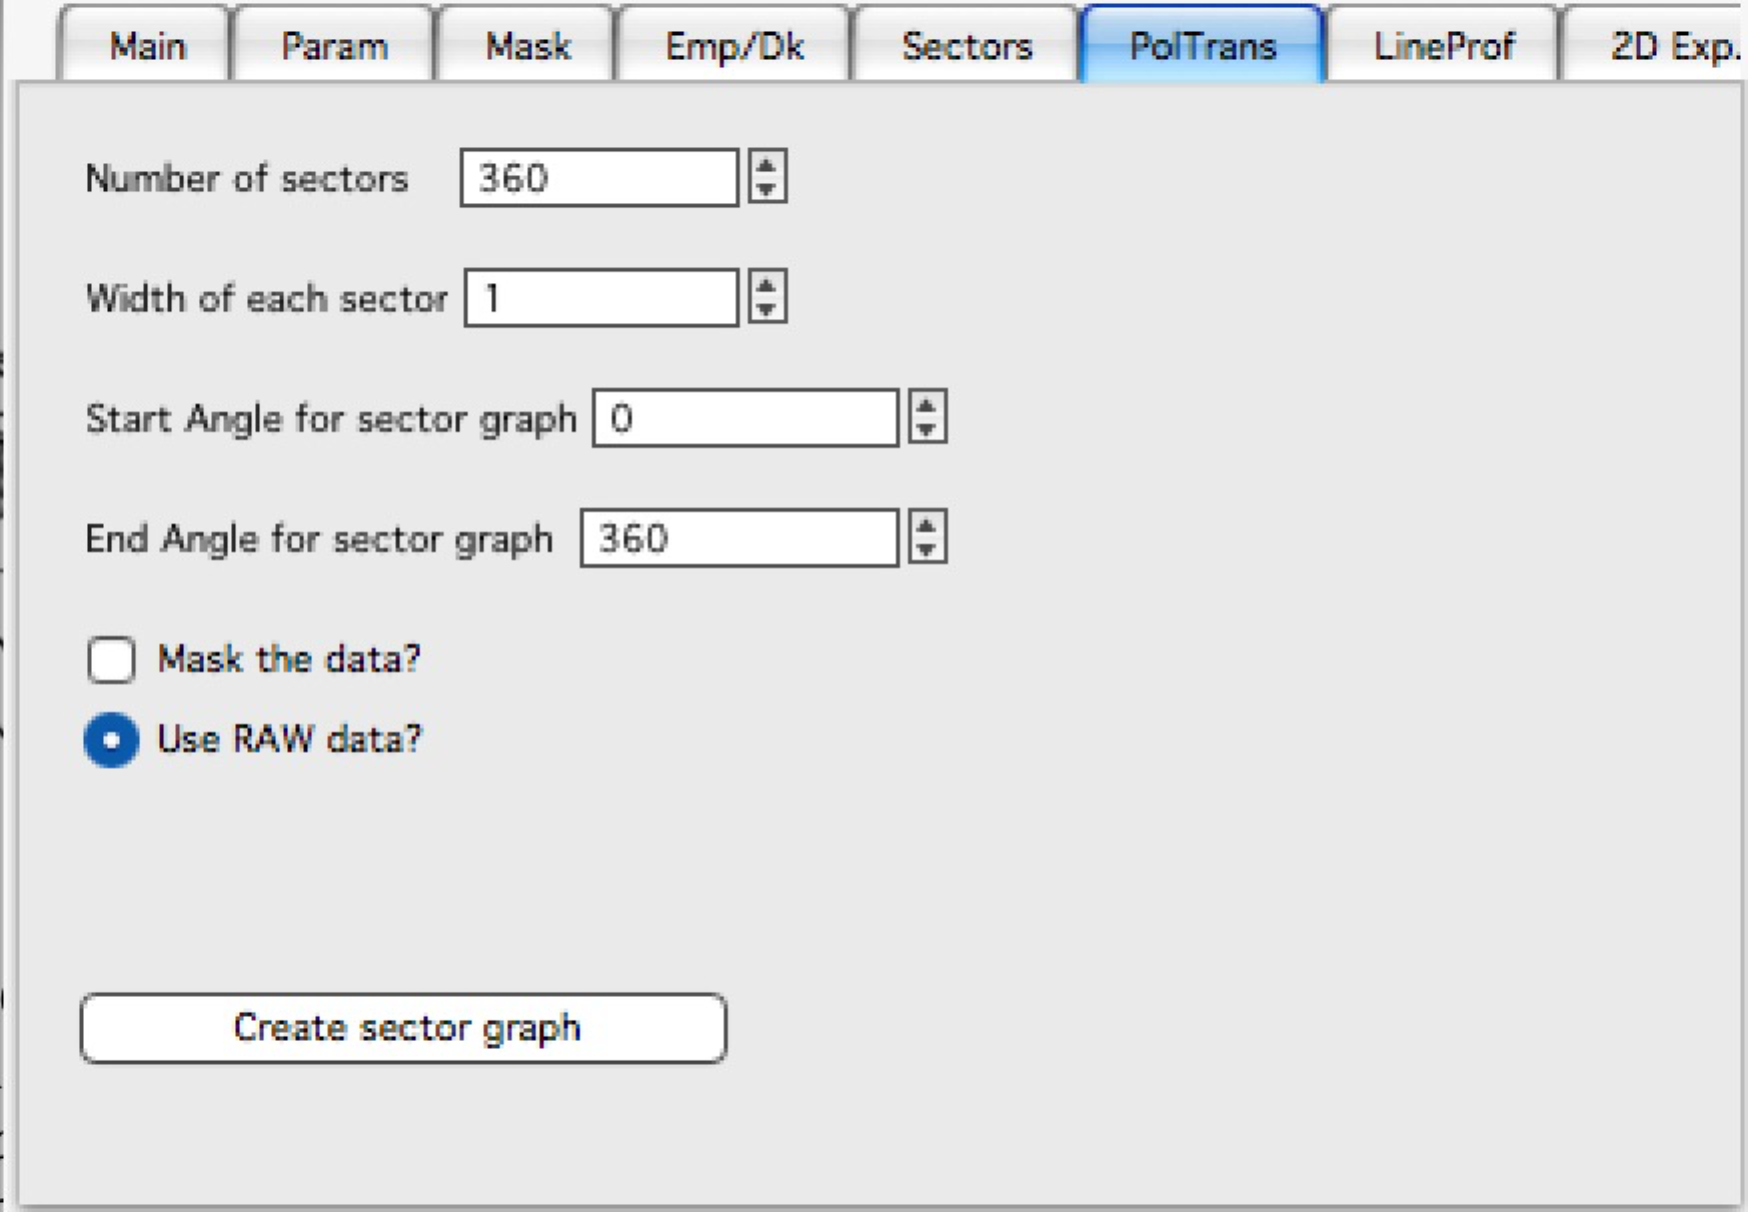 Main Param Mask Emp/Dk Sectors PolTrans LineProf 2D Exp.
Number of sectors 360
Width of each sector 1
Start Angle for sector graph 0
End Angle for sector graph 360
Mask the data?
Use RAW data?
Create sector graph